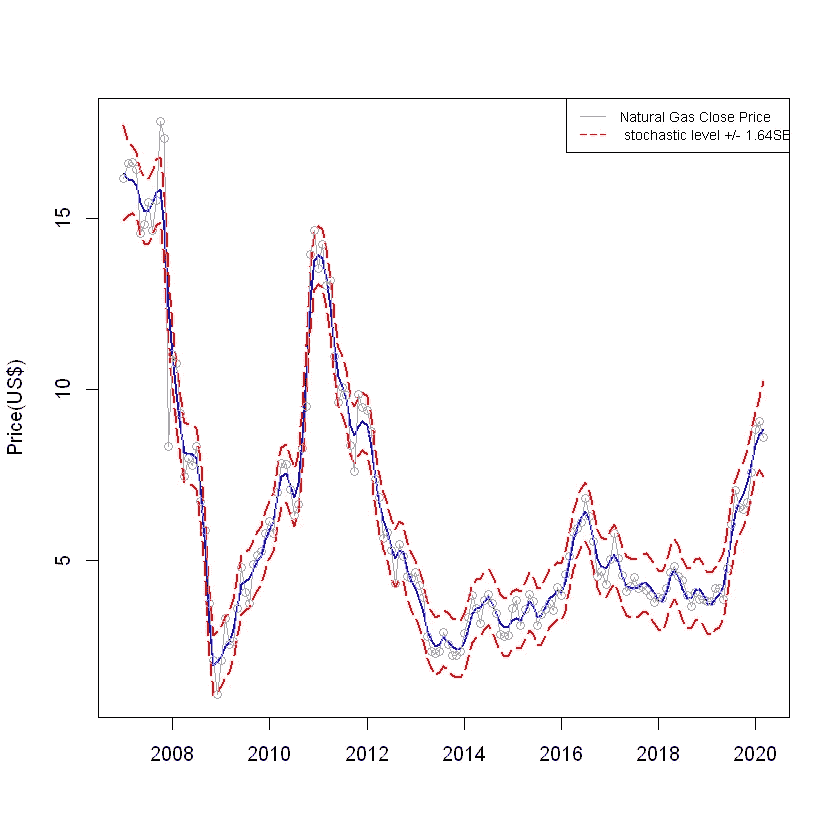 Natural Gas Close Price
stochastic level +/- 1.64SE
Price(US$)
15
10
5
2008 2010 2012 2014 2016 2018 2020